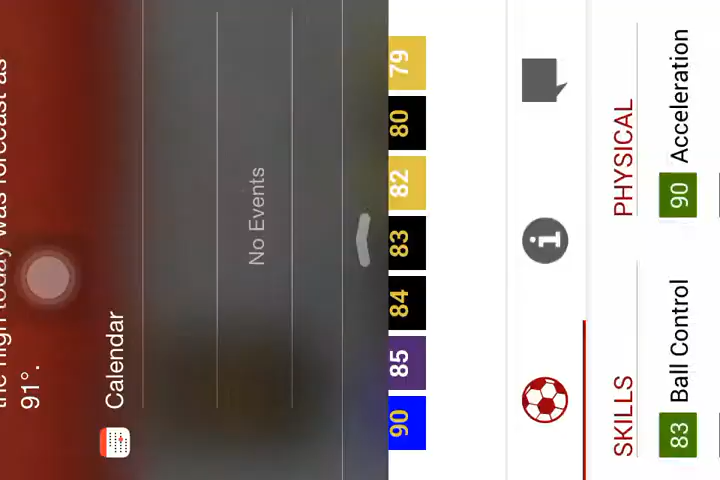 the high today was forecast as
91°.
Calendar
No Events
90 85 84 83 82 80 79
SKILLS PHYSICAL
83 Ball Control 90 Acceleration